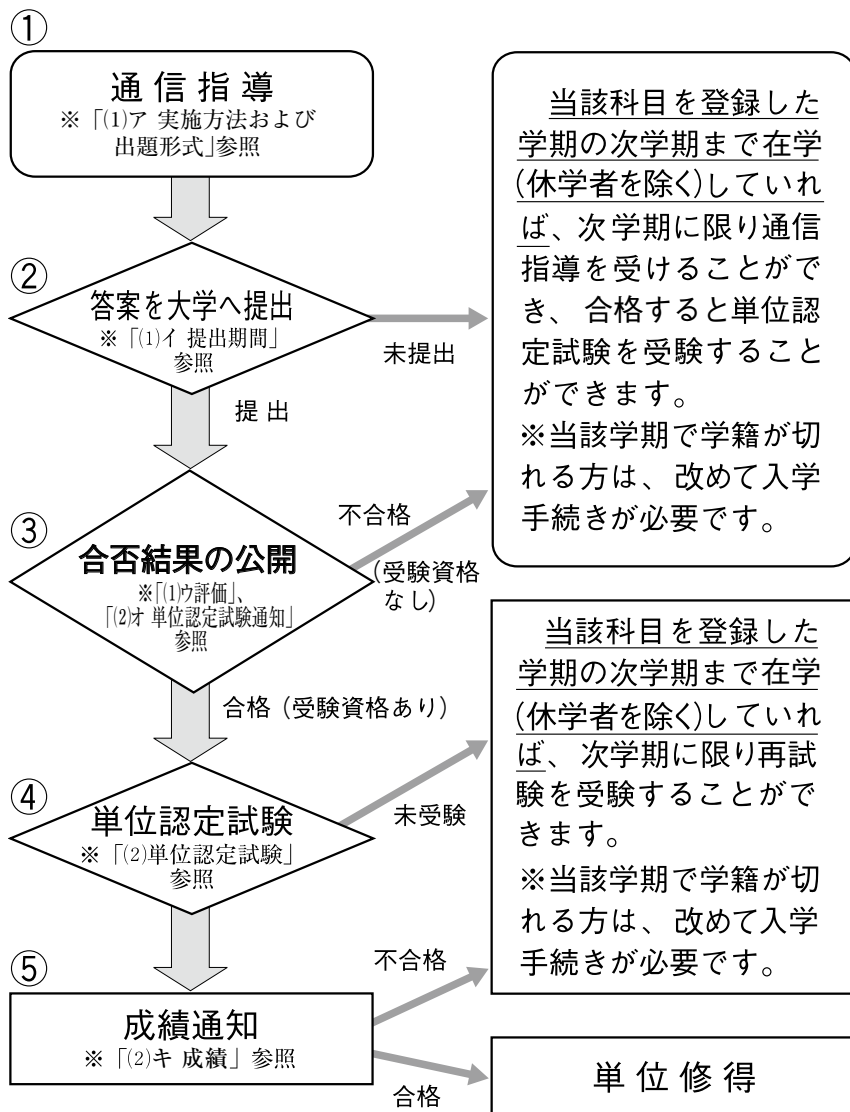 ①
通信指導
※「(1)ア 実施方法および
出題形式」参照
②
答案を大学へ提出
※「(1)イ 提出期間」
参照
未提出
提出
当該科目を登録した
学期の次学期まで在学
(休学者を除く)していれ
ば、次学期に限り通信
指導を受けることがで
き、合格すると単位認
定試験を受験すること
ができます。
※当該学期で学籍が切
れる方は、改めて入学
手続きが必要です。
③
合否結果の公開
※「(1)ウ評価」、
「(2)オ 単位認定試験通知」
参照
不合格
(受験資格
なし)
合格(受験資格あり)
④
単位認定試験
※「(2)単位認定試験」
参照
未受験
当該科目を登録した
学期の次学期まで在学
(休学者を除く)していれ
ば、次学期に限り再試
験を受験することがで
きます。
※当該学期で学籍が切
れる方は、改めて入学
手続きが必要です。
⑤
成績通知
※「(2)キ 成績」参照
不合格
合格
単位修得